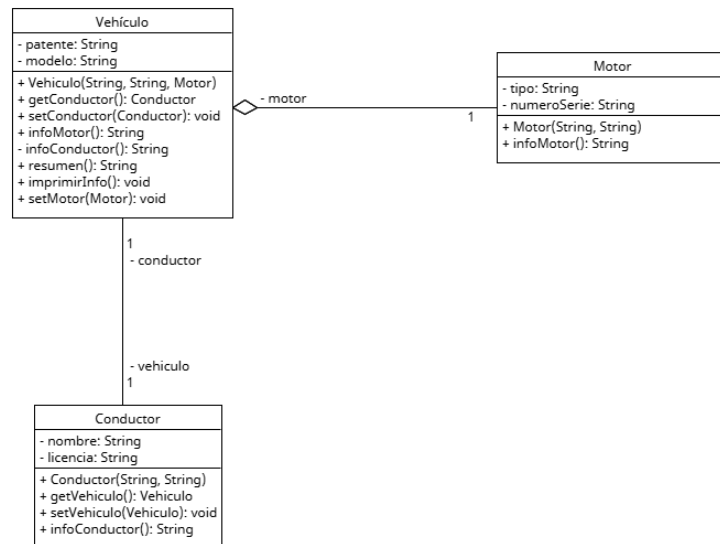 Vehículo
- patente: String
- modelo: String
+ Vehiculo(String, String, Motor)
+ getConductor(): Conductor
+ setConductor(Conductor): void
+ infoMotor(): String
- infoConductor(): String
+ resumen(): String
+ imprimirInfo(): void
+ setMotor(Motor): void
- motor
1
Motor
- tipo: String
- numeroSerie: String
+ Motor(String, String)
+ infoMotor(): String
1
- conductor
- vehiculo
1
Conductor
- nombre: String
- licencia: String
+ Conductor(String, String)
+ getVehiculo(): Vehiculo
+ setVehiculo(Vehiculo): void
+ infoConductor(): String